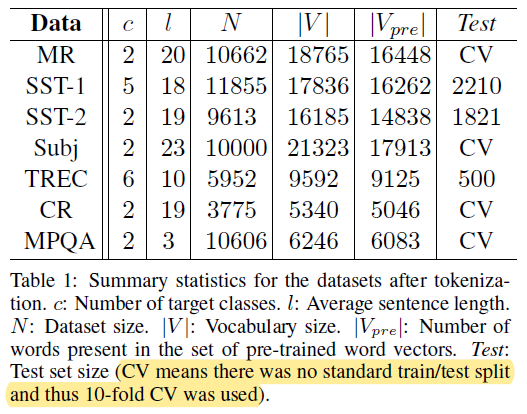 Data c l N |V| |Vpre| Test
MR 2 20 10662 18765 16448 CV
SST-1 5 18 11855 17836 16262 2210
SST-2 2 19 9613 16185 14838 1821
Subj 2 23 10000 21323 17913 CV
TREC 6 10 5952 9592 9125 500
CR 2 19 3775 5340 5046 CV
MPQA 2 3 10606 6246 6083 CV
Table 1: Summary statistics for the datasets after tokeniza-
tion. c: Number of target classes. l: Average sentence length.
N: Dataset size. |V|: Vocabulary size. |Vpre|: Number of
words present in the set of pre-trained word vectors. Test:
Test set size (CV means there was no standard train/test split
and thus 10-fold CV was used).